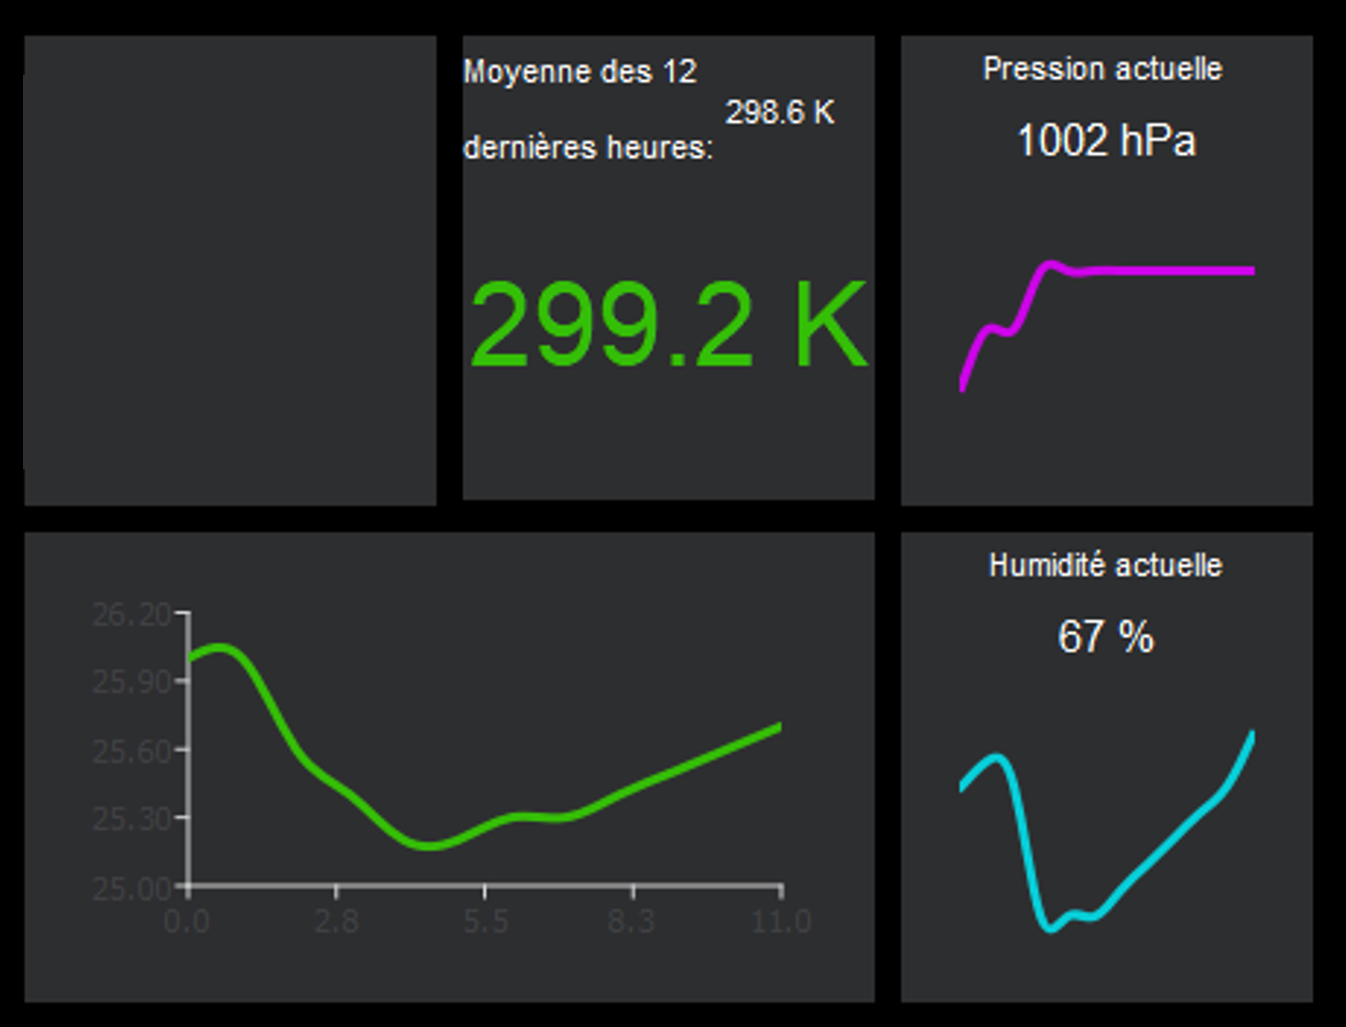 Moyenne des 12
298.6 K
dernières heures:
299.2 K
Pression actuelle
1002 hPa
26.20
25.90
25.60
25.30
25.00
0.0 2.8 5.5 8.3 11.0
Humidité actuelle
67 %